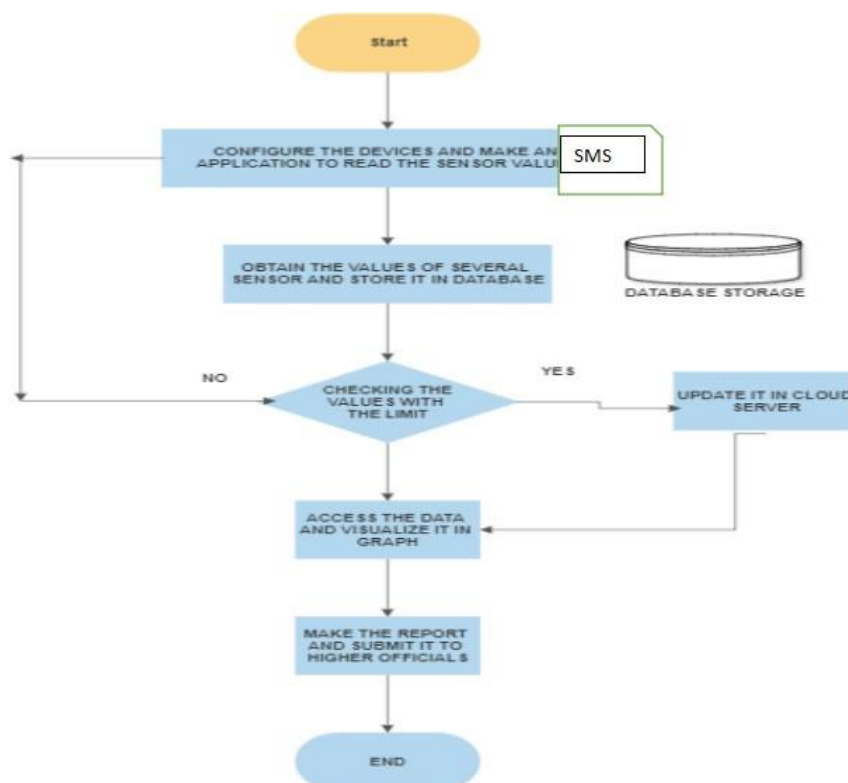 Start
CONFIGURE THE DEVICES AND MAKE AN
APPLICATION TO READ THE SENSOR VALU
SMS
OBTAIN THE VALUES OF SEVERAL
SENSOR AND STORE IT IN DATABASE
DATABASE STORAGE
NO
YES
CHECKING THE
VALUES WITH
THE LIMIT
UPDATE IT IN CLOUD
SERVER
ACCESS THE DATA
AND VISUALIZE IT IN
GRAPH
MAKE THE REPORT
AND SUBMIT IT TO
HIGHER OFFICIALS
END